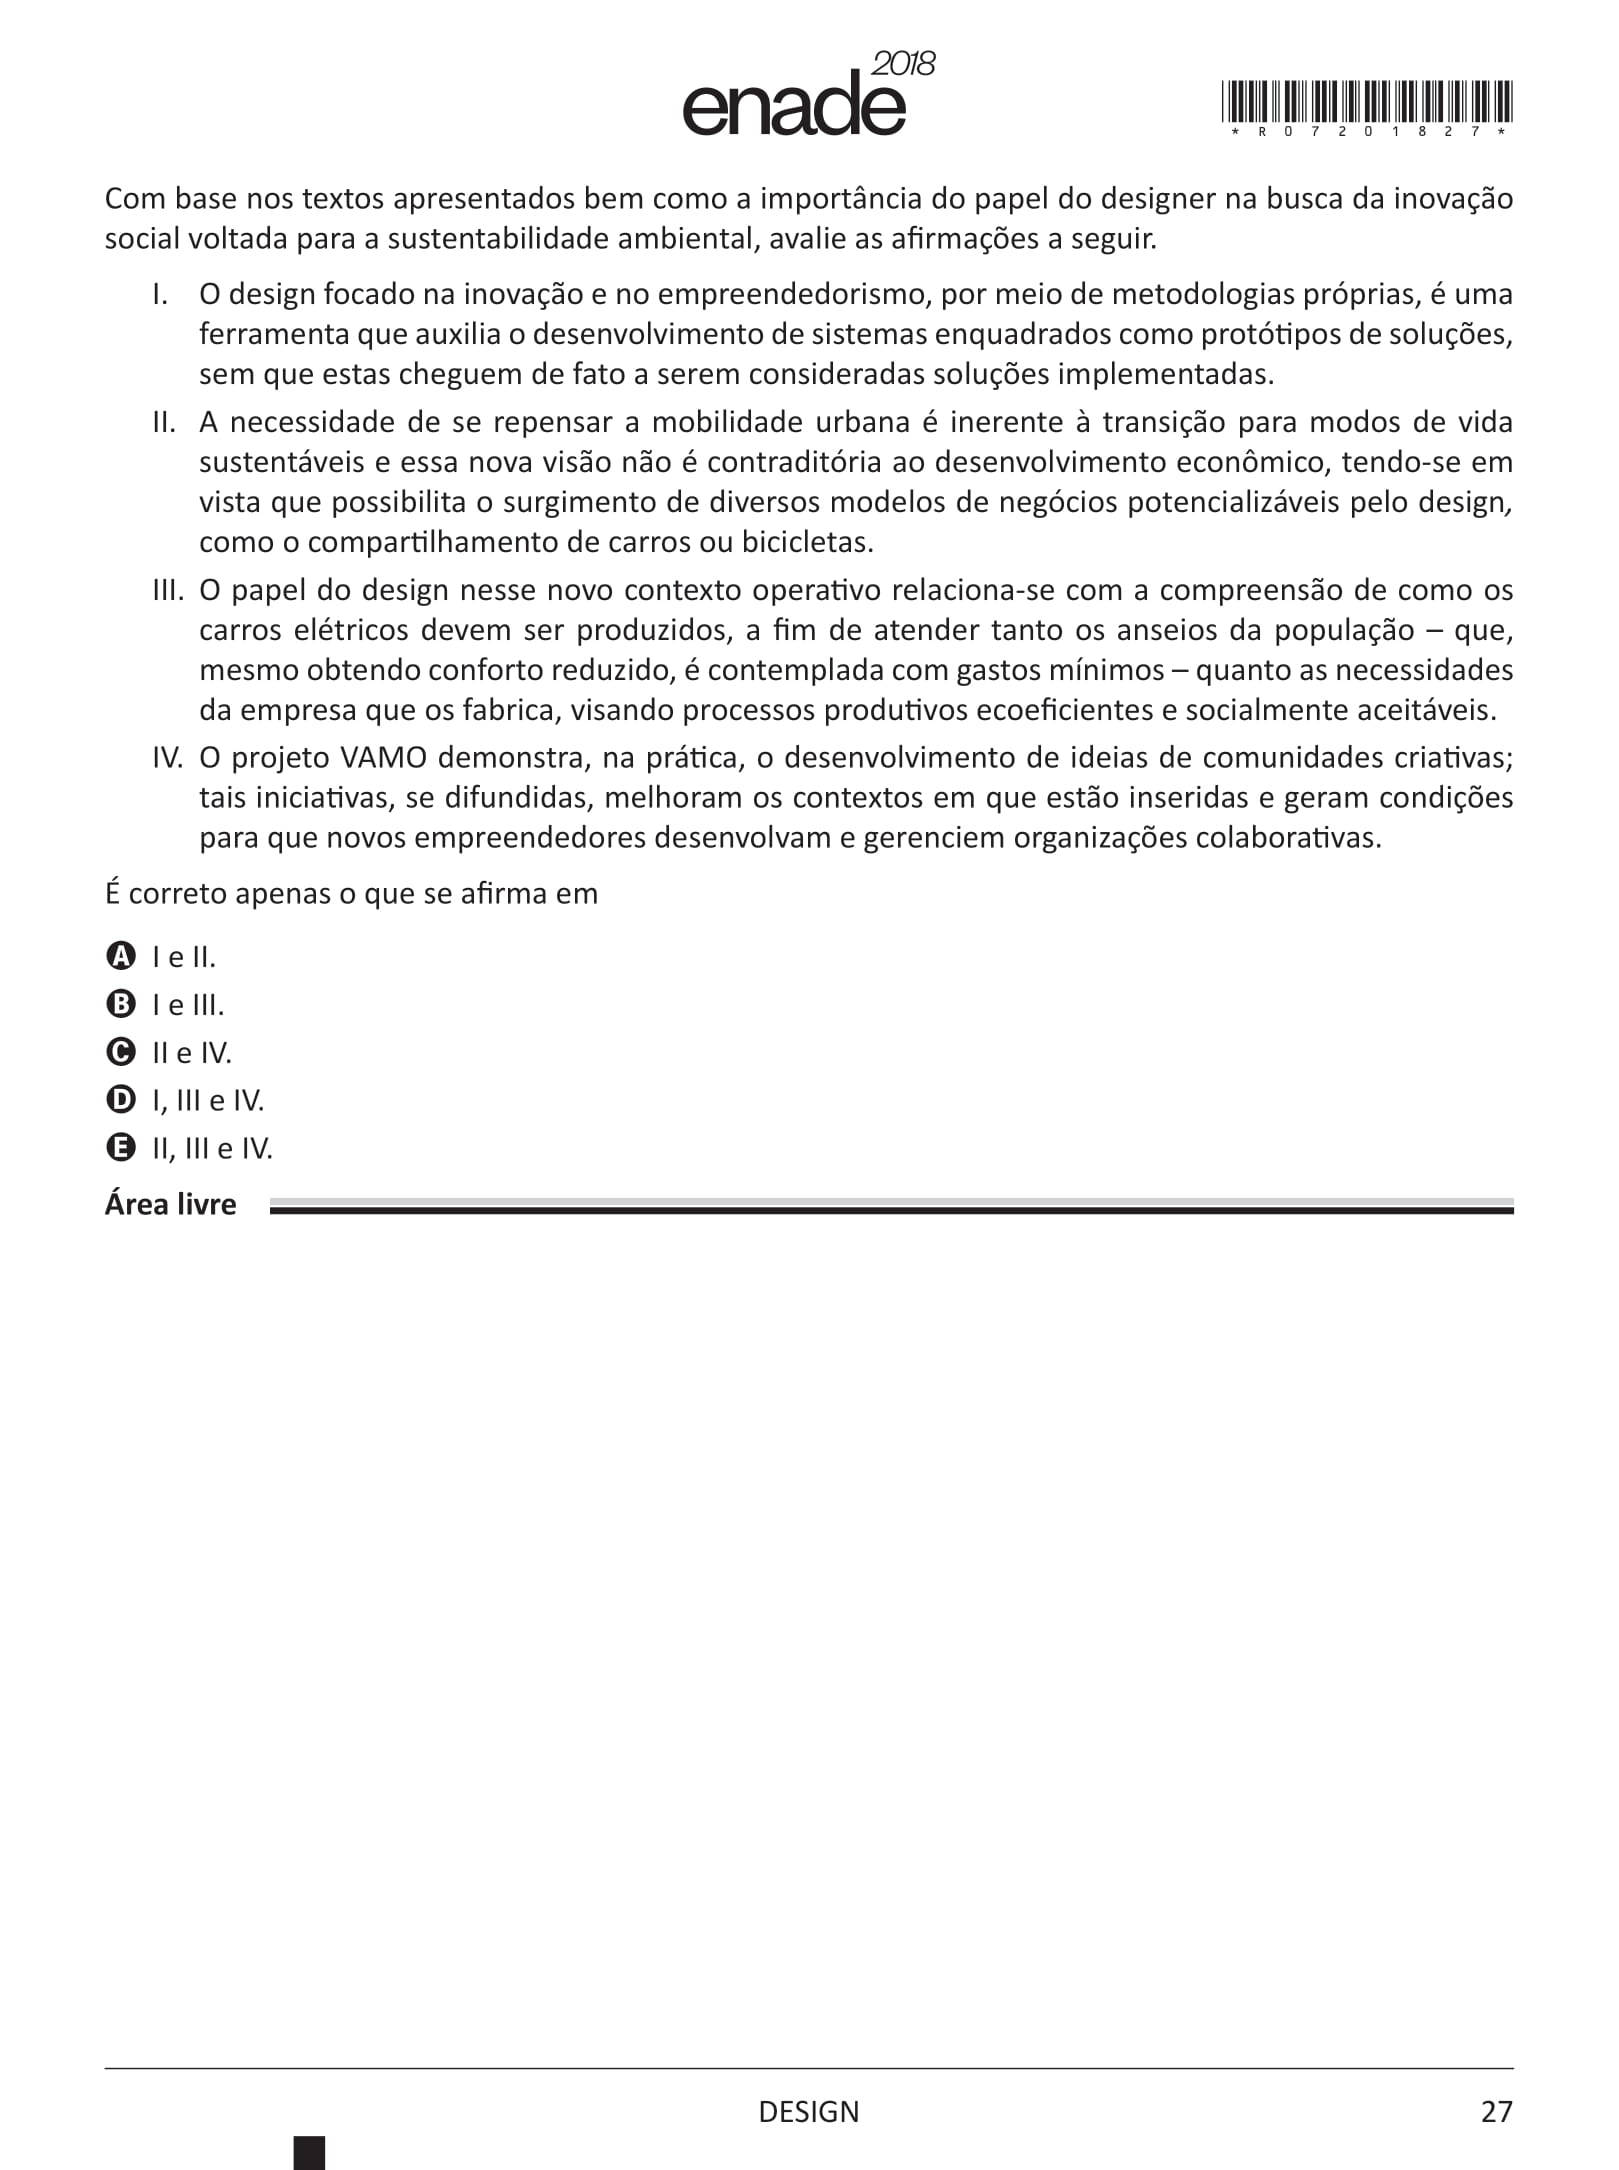 enade 2018
* R 0 7 2 0 1 8 2 7 *
Com base nos textos apresentados bem como a importância do papel do designer na busca da inovação
social voltada para a sustentabilidade ambiental, avalie as afirmações a seguir.
I. O design focado na inovação e no empreendedorismo, por meio de metodologias próprias, é uma
ferramenta que auxilia o desenvolvimento de sistemas enquadrados como protótipos de soluções,
sem que estas cheguem de fato a serem consideradas soluções implementadas.
II. A necessidade de se repensar a mobilidade urbana é inerente à transição para modos de vida
sustentáveis e essa nova visão não é contraditória ao desenvolvimento econômico, tendo-se em
vista que possibilita o surgimento de diversos modelos de negócios potencializáveis pelo design,
como o compartilhamento de carros ou bicicletas.
III. O papel do design nesse novo contexto operativo relaciona-se com a compreensão de como os
carros elétricos devem ser produzidos, a fim de atender tanto os anseios da população – que,
mesmo obtendo conforto reduzido, é contemplada com gastos mínimos – quanto as necessidades
da empresa que os fabrica, visando processos produtivos ecoeficientes e socialmente aceitáveis.
IV. O projeto VAMO demonstra, na prática, o desenvolvimento de ideias de comunidades criativas;
tais iniciativas, se difundidas, melhoram os contextos em que estão inseridas e geram condições
para que novos empreendedores desenvolvam e gerenciem organizações colaborativas.
É correto apenas o que se afirma em
A I e II.
B I e III.
C II e IV.
D I, III e IV.
E II, III e IV.
Área livre
DESIGN
27